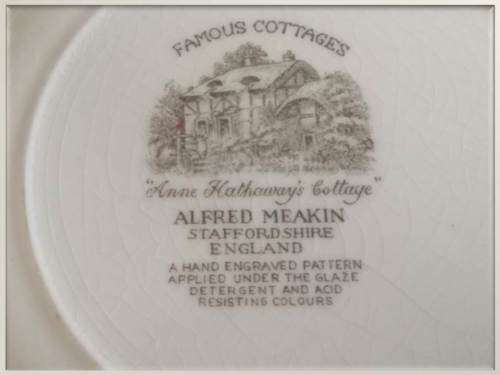 FAMOUS COTTAGES
"Anne Hathaway's Cottage"
ALFRED MEAKIN
STAFFORDSHIRE
ENGLAND
A HAND ENGRAVED PATTERN
APPLIED UNDER THE GLAZE
DETERGENT AND ACID
RESISTING COLOURS